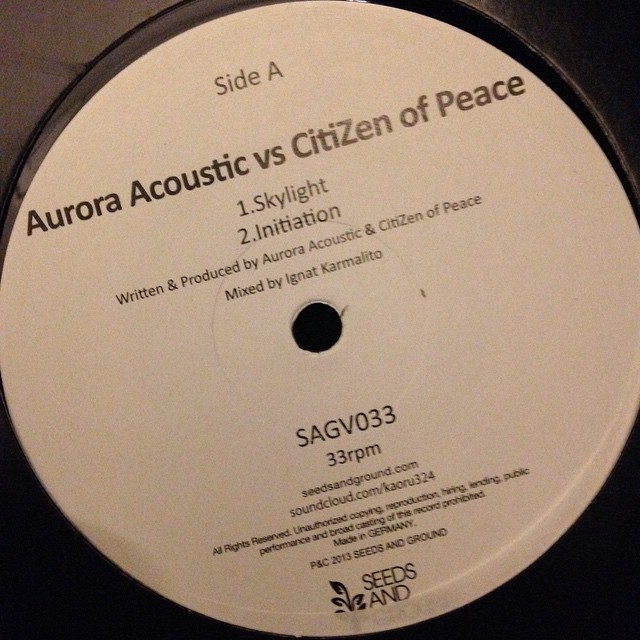 Side A
Aurora Acoustic vs CitiZen of Peace
1.Skylight
2.Initiation
Written & Produced by Aurora Acoustic & CitiZen of Peace
Mixed by Ignat Karmalito
SAGV033
33rpm
seedsandground.com
soundcloud.com/kaoru324
All Rights Reserved. Unauthorized copying, reproduction, hiring, lending, public
performance and broad casting of this record prohibited.
Made in GERMANY.
P&C 2013 SEEDS AND GROUND
SEEDS
AND